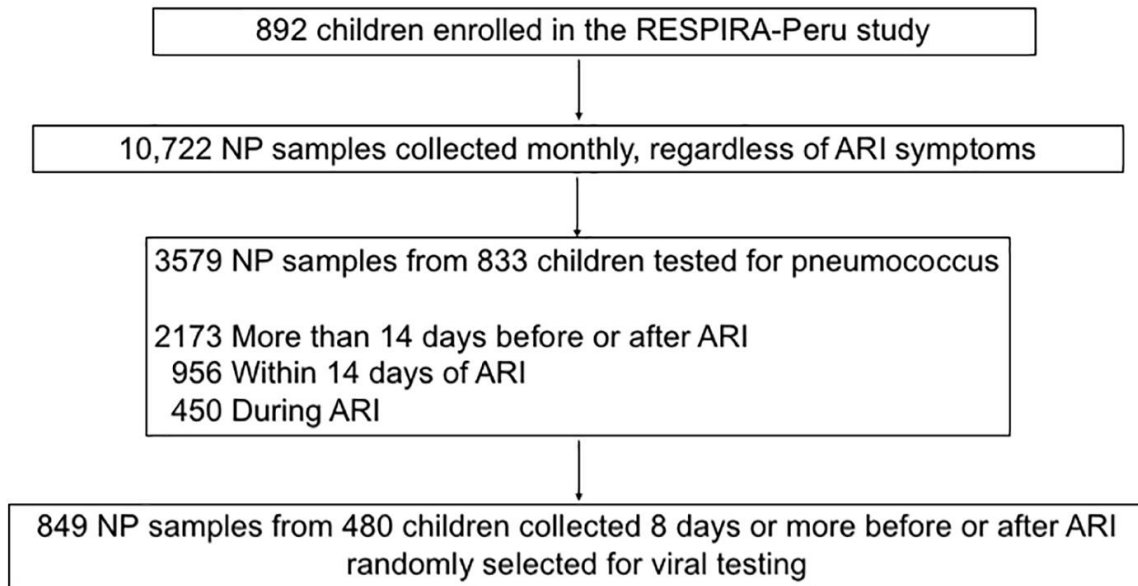 892 children enrolled in the RESPIRA-Peru study
10,722 NP samples collected monthly, regardless of ARI symptoms
3579 NP samples from 833 children tested for pneumococcus
2173 More than 14 days before or after ARI
956 Within 14 days of ARI
450 During ARI
849 NP samples from 480 children collected 8 days or more before or after ARI
randomly selected for viral testing